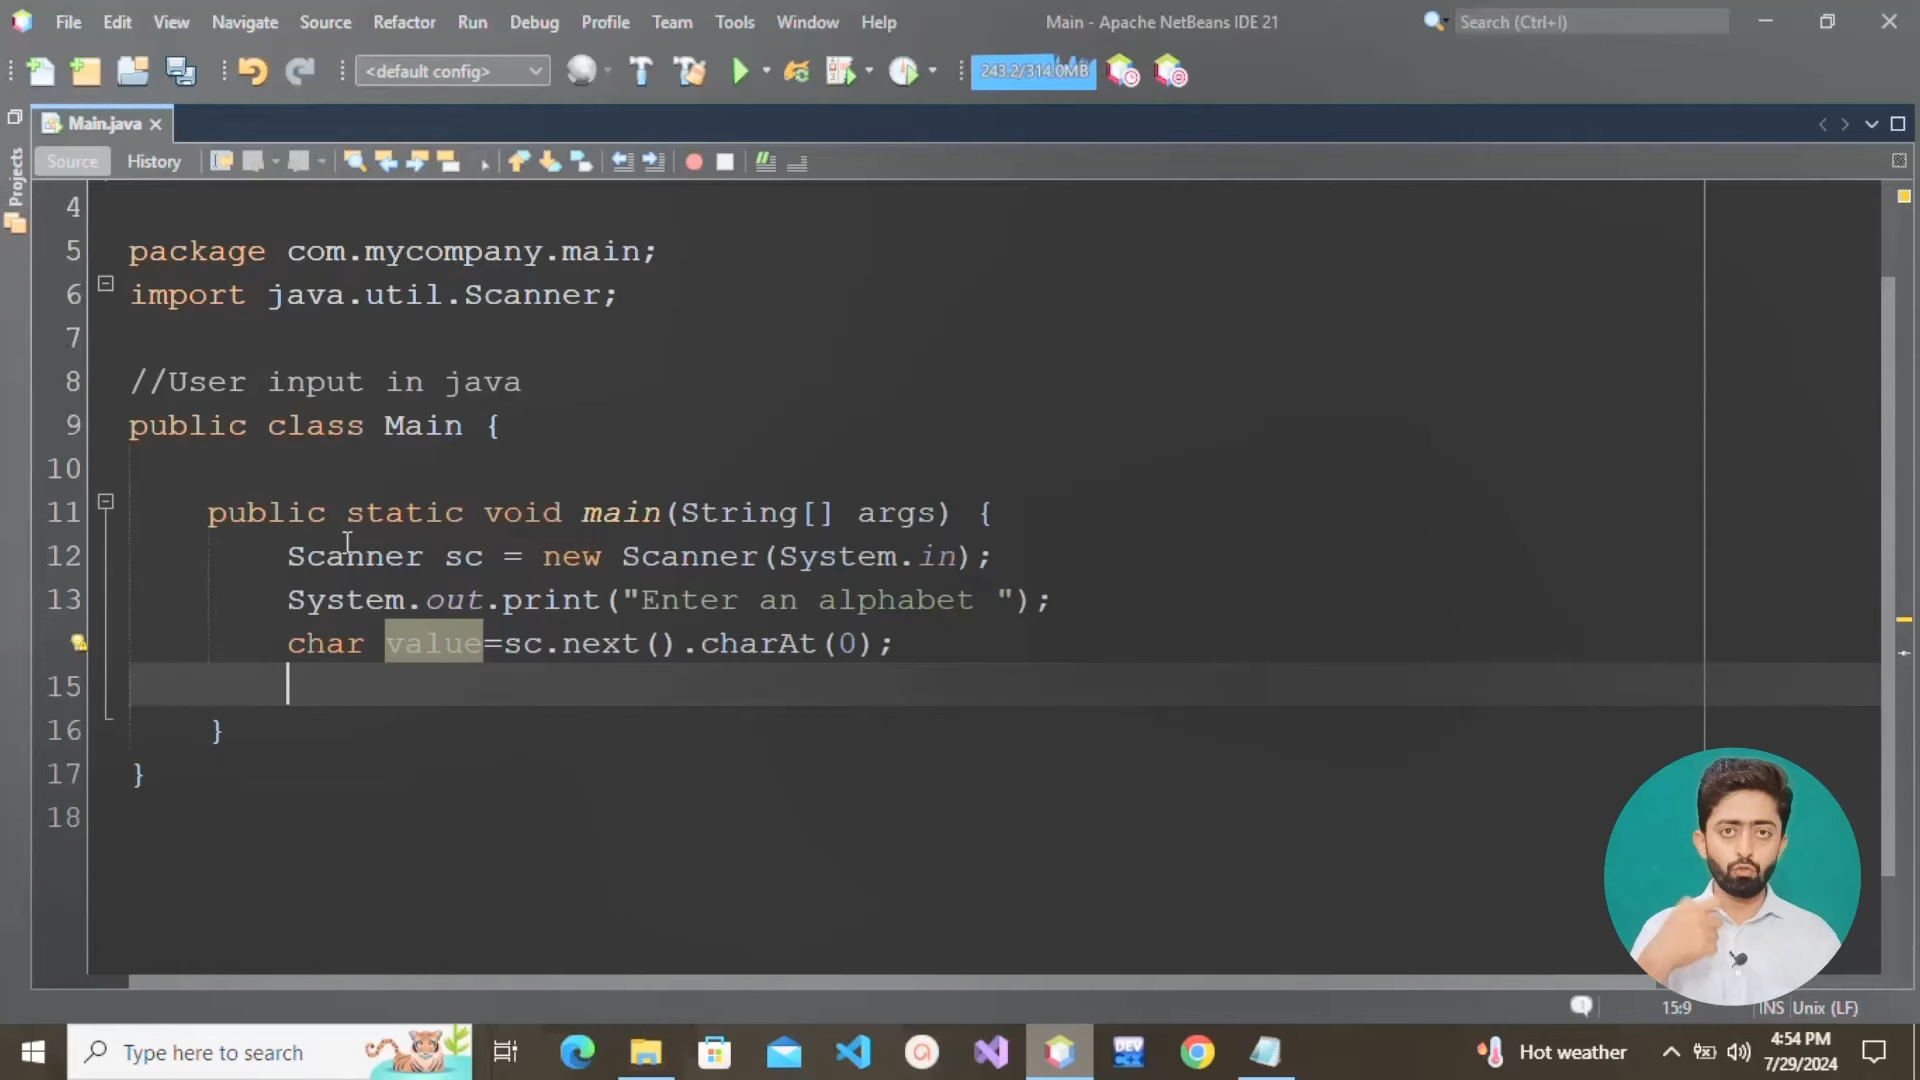 File Edit View Navigate Source Refactor Run Debug Profile Team Tools Window Help Main - Apache NetBeans IDE 21 Search (Ctrl+I)
<default config> 243.2/314.0MB
Main.java
Projects
Source History
4
5 package com.mycompany.main;
6 import java.util.Scanner;
7
8 //User input in java
9 public class Main {
10
11 public static void main(String[] args) {
12 Scanner sc = new Scanner(System.in);
13 System.out.print("Enter an alphabet ");
char value=sc.next().charAt(0);
15
16 }
17 }
18
1 15:9 INS Unix (LF)
Type here to search DEV Hot weather 4:54 PM
7/29/2024